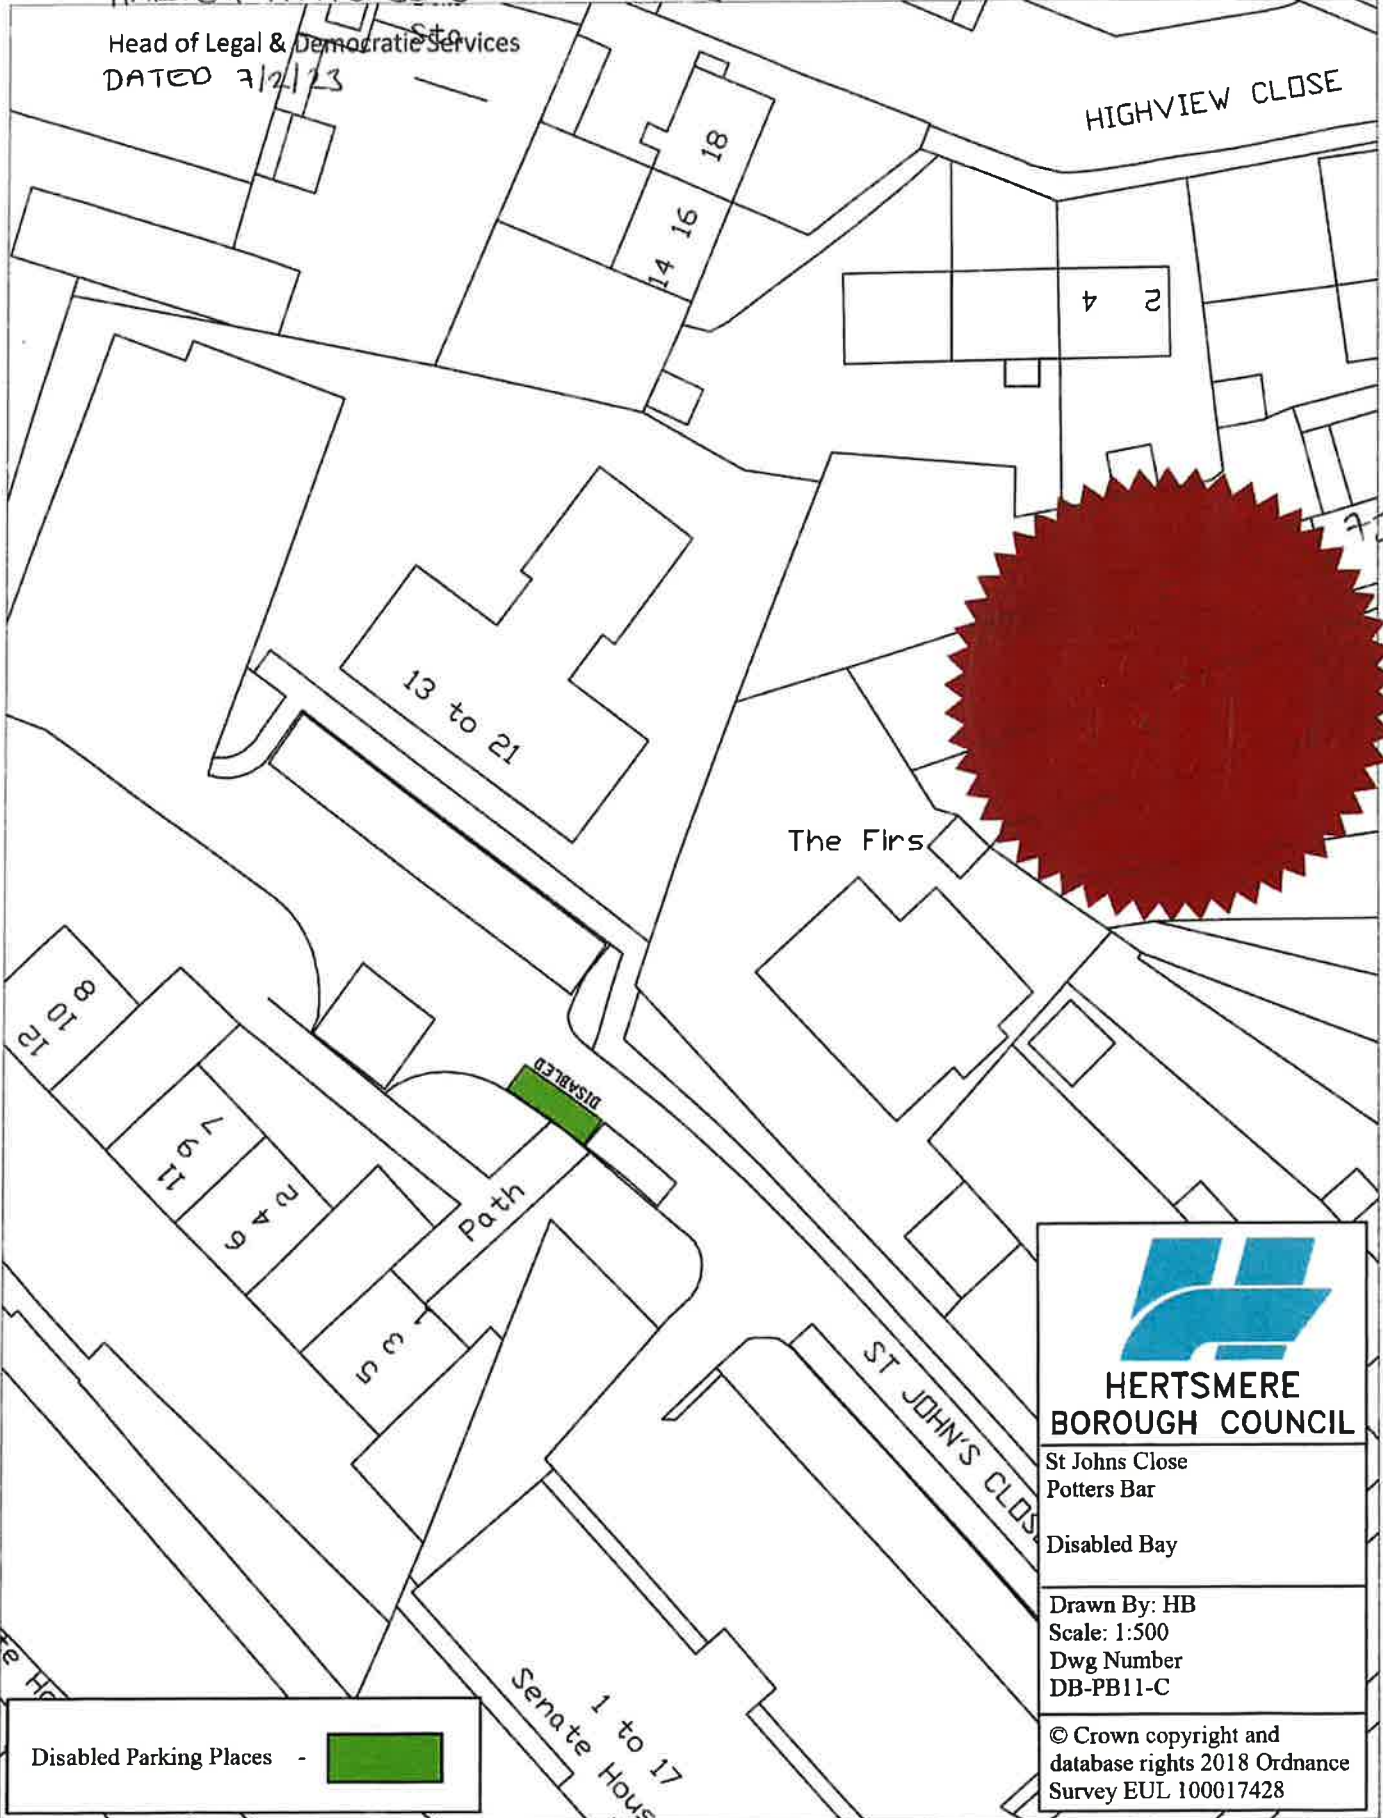 Head of Legal & Democratic Services
DATED 7/2/23
HIGHVIEW CLOSE
18
16
14
4
2
13 to 21
The Firs
8
10
12
DISABLED
7
9
11
2
4
6
Path
1
3
5
ST JOHN'S CLOS
1 to 17
Senate Hous
HERTSMERE
BOROUGH COUNCIL
St Johns Close
Potters Bar
Disabled Bay
Drawn By: HB
Scale: 1:500
Dwg Number
DB-PB11-C
© Crown copyright and
database rights 2018 Ordnance
Survey EUL 100017428
Disabled Parking Places -